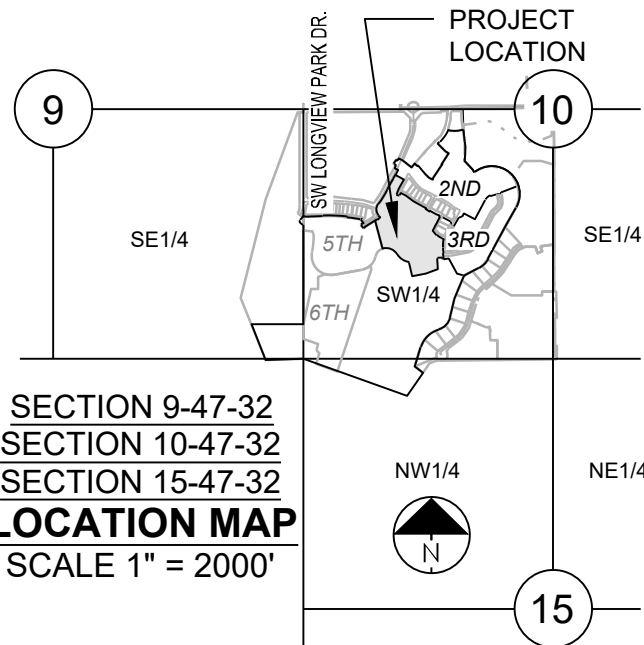 PROJECT
LOCATION
SW LONGVIEW PARK DR.
9
10
2ND
SE1/4
5TH
3RD
SE1/4
SW1/4
6TH
SECTION 9-47-32
SECTION 10-47-32
SECTION 15-47-32
LOCATION MAP
SCALE 1" = 2000'
NW1/4
NE1/4
N
15